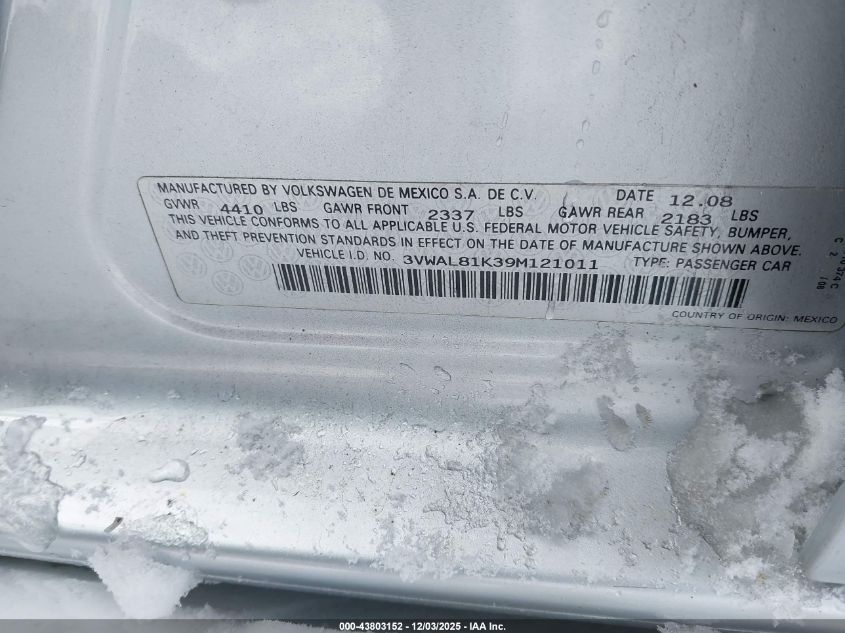 MANUFACTURED BY VOLKSWAGEN DE MEXICO S.A. DE C.V. / DATE 12.08
GVWR 4410 LBS GAWR FRONT 2337 LBS GAWR REAR 2183 LBS
THIS VEHICLE CONFORMS TO ALL APPLICABLE U.S. FEDERAL MOTOR VEHICLE SAFETY, BUMPER,
AND THEFT PREVENTION STANDARDS IN EFFECT ON THE DATE OF MANUFACTURE SHOWN ABOVE.
VEHICLE I.D. NO. 3VWAL81K39M121011 TYPE: PASSENGER CAR
COUNTRY OF ORIGIN: MEXICO
000-43803152 - 12/03/2025 - IAA Inc.